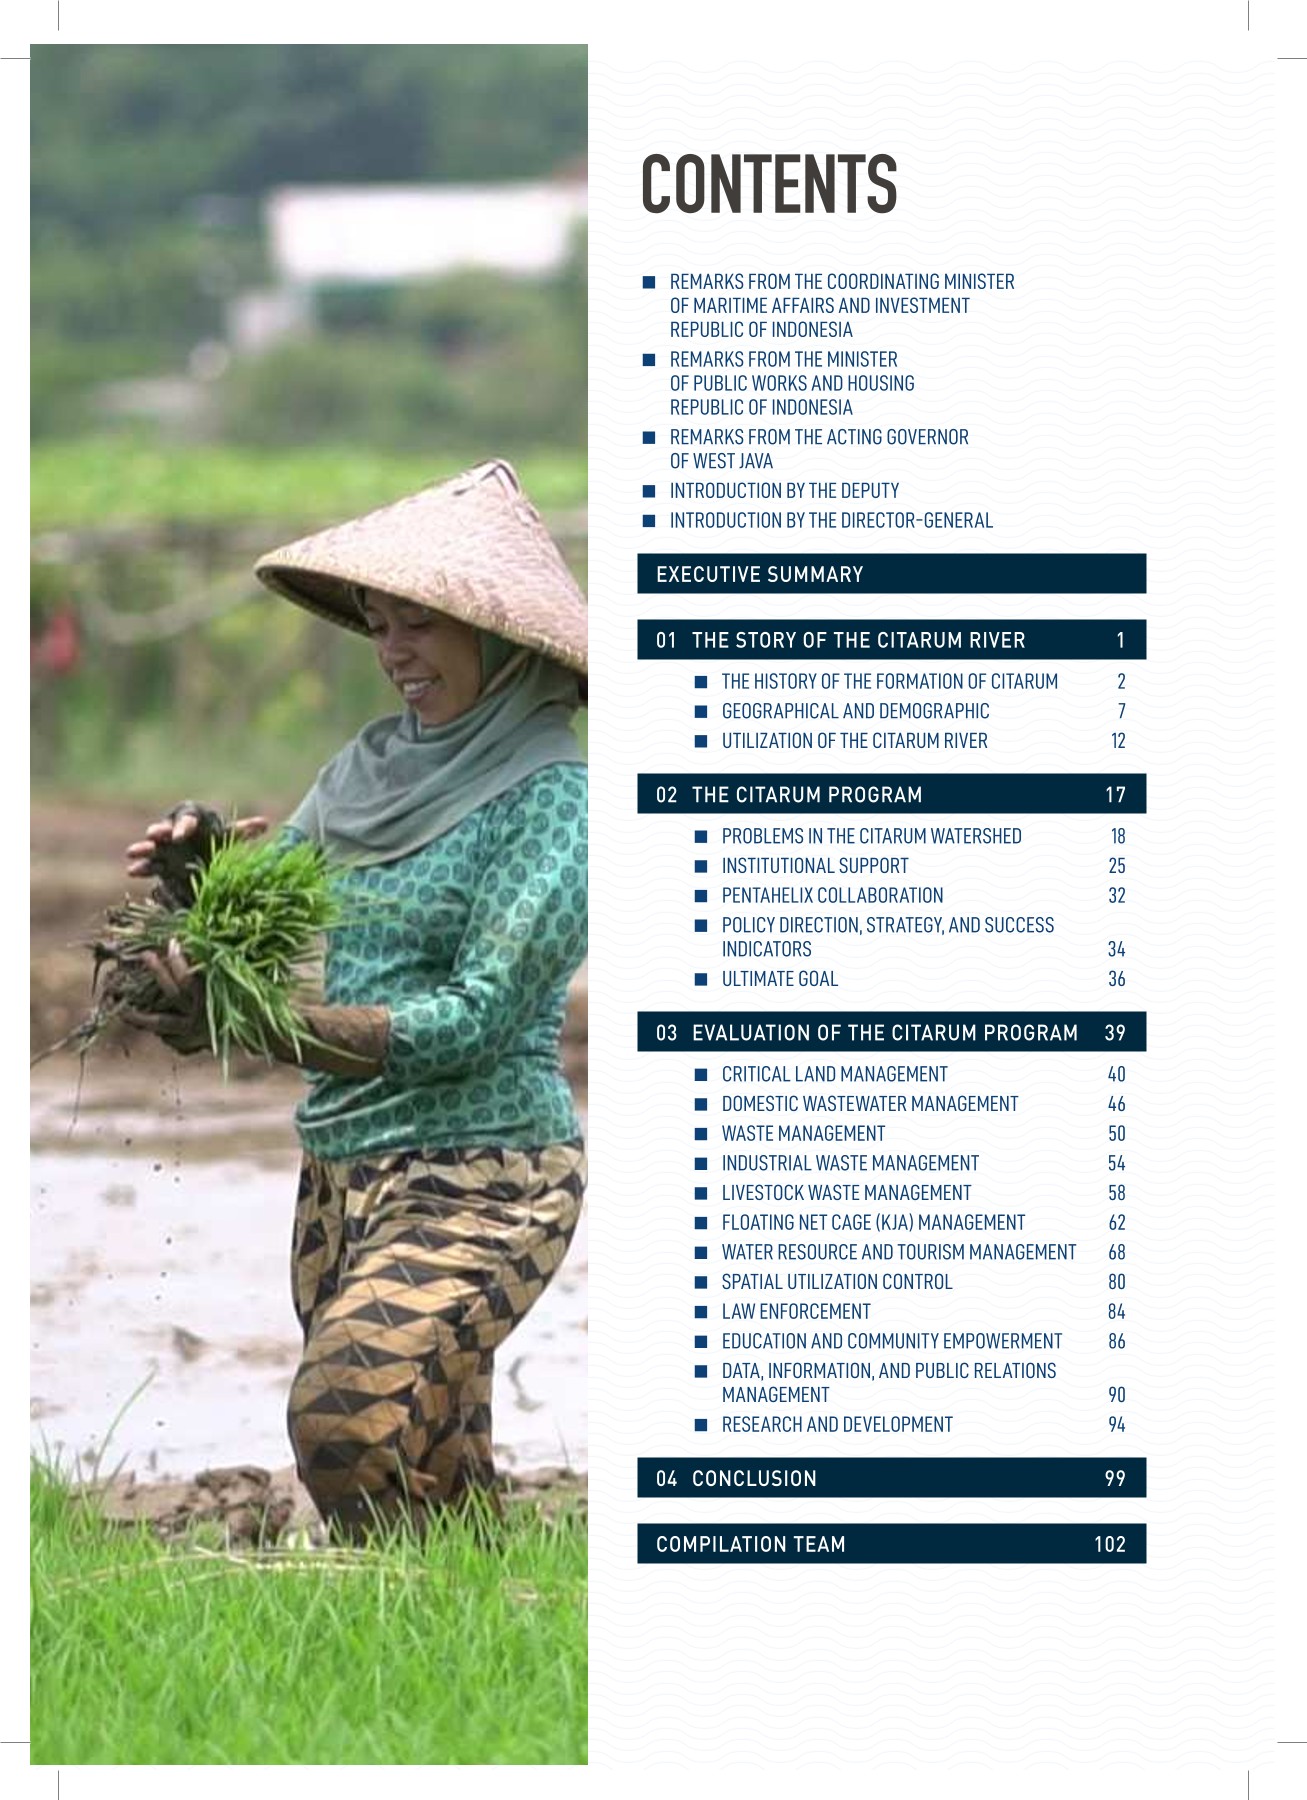 CONTENTS
REMARKS FROM THE COORDINATING MINISTER
OF MARITIME AFFAIRS AND INVESTMENT
REPUBLIC OF INDONESIA
REMARKS FROM THE MINISTER
OF PUBLIC WORKS AND HOUSING
REPUBLIC OF INDONESIA
REMARKS FROM THE ACTING GOVERNOR
OF WEST JAVA
INTRODUCTION BY THE DEPUTY
INTRODUCTION BY THE DIRECTOR-GENERAL
EXECUTIVE SUMMARY
01 THE STORY OF THE CITARUM RIVER 1
THE HISTORY OF THE FORMATION OF CITARUM 2
GEOGRAPHICAL AND DEMOGRAPHIC 7
UTILIZATION OF THE CITARUM RIVER 12
02 THE CITARUM PROGRAM 17
PROBLEMS IN THE CITARUM WATERSHED 18
INSTITUTIONAL SUPPORT 25
PENTAHELIX COLLABORATION 32
POLICY DIRECTION, STRATEGY, AND SUCCESS
INDICATORS 34
ULTIMATE GOAL 36
03 EVALUATION OF THE CITARUM PROGRAM 39
CRITICAL LAND MANAGEMENT 40
DOMESTIC WASTEWATER MANAGEMENT 46
WASTE MANAGEMENT 50
INDUSTRIAL WASTE MANAGEMENT 54
LIVESTOCK WASTE MANAGEMENT 58
FLOATING NET CAGE (KJA) MANAGEMENT 62
WATER RESOURCE AND TOURISM MANAGEMENT 68
SPATIAL UTILIZATION CONTROL 80
LAW ENFORCEMENT 84
EDUCATION AND COMMUNITY EMPOWERMENT 86
DATA, INFORMATION, AND PUBLIC RELATIONS
MANAGEMENT 90
RESEARCH AND DEVELOPMENT 94
04 CONCLUSION 99
COMPILATION TEAM 102